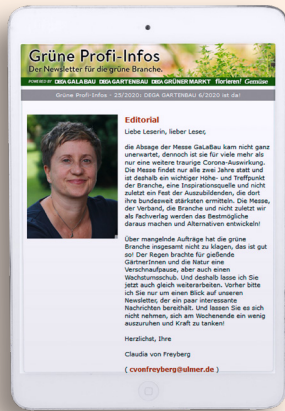 Grüne Profi-Infos
Der Newsletter für die grüne Branche.
POWERED BY DEGA GALABAU DEGA GARTENBAU DEGA GRÜNER MARKT florieren! Gemüse
Grüne Profi-Infos - 25/2020: DEGA GARTENBAU 6/2020 ist da!
Editorial
Liebe Leserin, lieber Leser,
die Absage der Messe GaLaBau kam nicht ganz
unerwartet, dennoch ist sie für viele mehr als
nur eine weitere traurige Corona-Auswirkung.
Die Messe findet nur alle zwei Jahre statt und
ist deshalb ein wichtiger Höhe- und Treffpunkt
der Branche, eine Inspirationsquelle und nicht
zuletzt ein Fest der Auszubildenden, die dort
ihre bundesweit stärksten ermitteln. Die Messe,
der Verband, die Branche und nicht zuletzt wir
als Fachverlag werden das Bestmögliche
daraus machen und Alternativen entwickeln!
Über mangelnde Aufträge hat die grüne
Branche insgesamt nicht zu klagen, das ist gut
so! Der Regen brachte für gießende
GärtnerInnen und die Natur eine
Verschnaufpause, aber auch einen
Wachstumsschub. Und deshalb lasse ich Sie
jetzt auch gleich weiterarbeiten. Vorher bitte
ich Sie nur um einen Blick auf unseren
Newsletter, der ein paar interessante
Nachrichten bereithält. Und lassen Sie es sich
nicht nehmen, sich am Wochenende ein wenig
auszuruhen und Kraft zu tanken!
Herzlichst, Ihre
Claudia von Freyberg
( cvonfreyberg@ulmer.de )